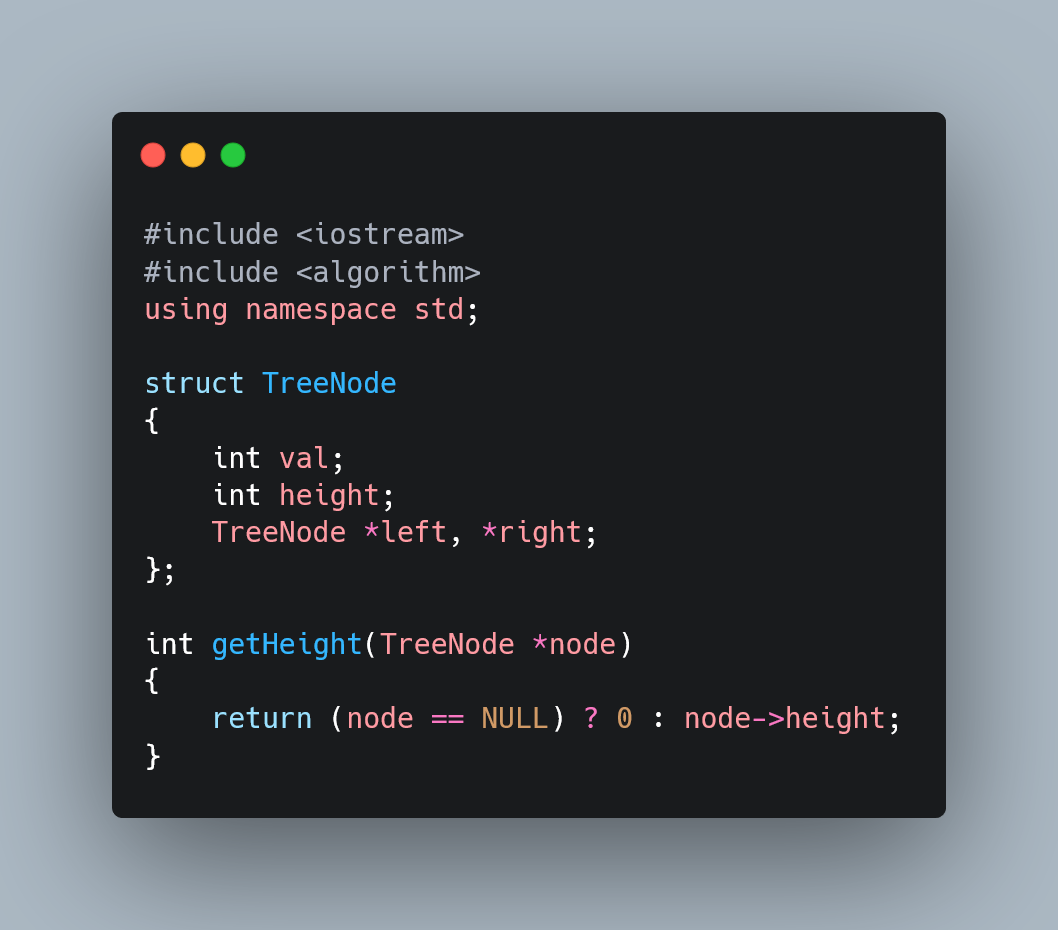 #include <iostream>
#include <algorithm>
using namespace std;

struct TreeNode
{
    int val;
    int height;
    TreeNode *left, *right;
};

int getHeight(TreeNode *node)
{
    return (node == NULL) ? 0 : node->height;
}